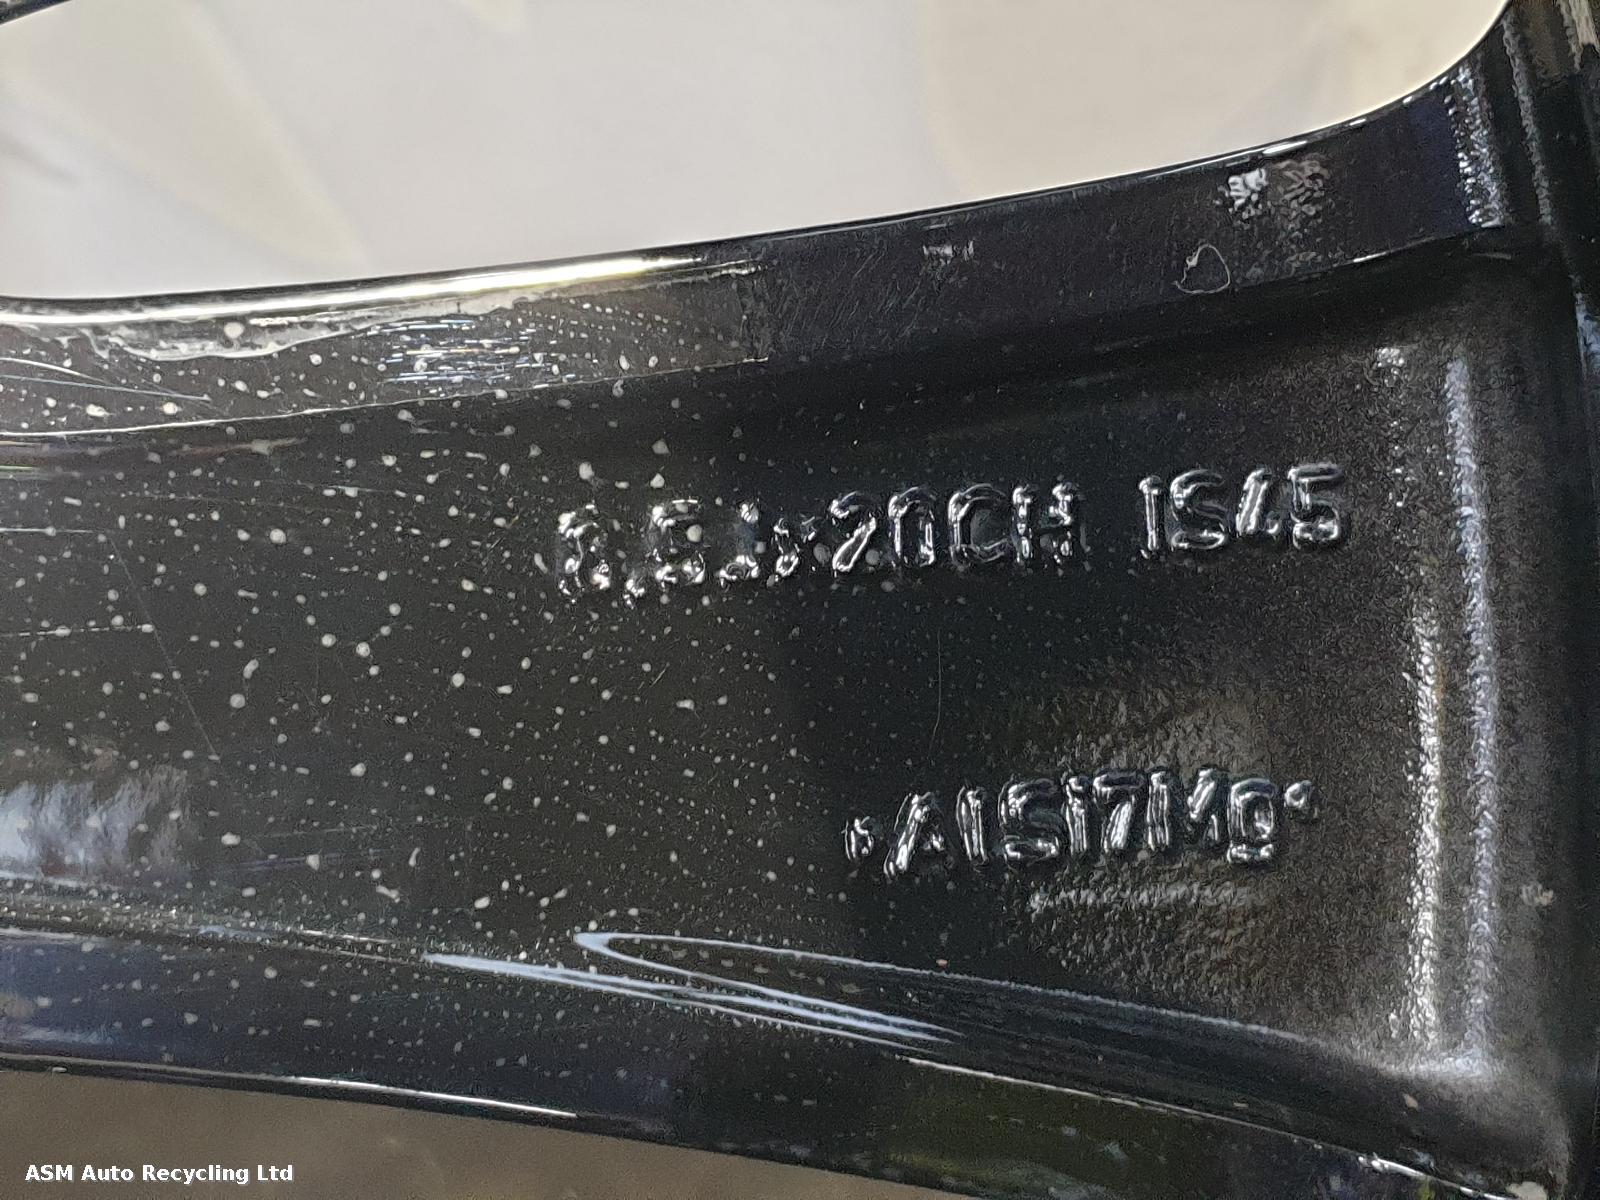 8,5Jx20CH IS45
"AlSi7Mg"
ASM Auto Recycling Ltd